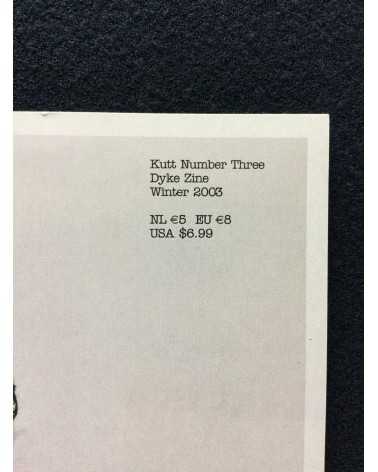 Kutt Number Three
Dyke Zine
Winter 2003
NL €5 EU €8
USA $6.99